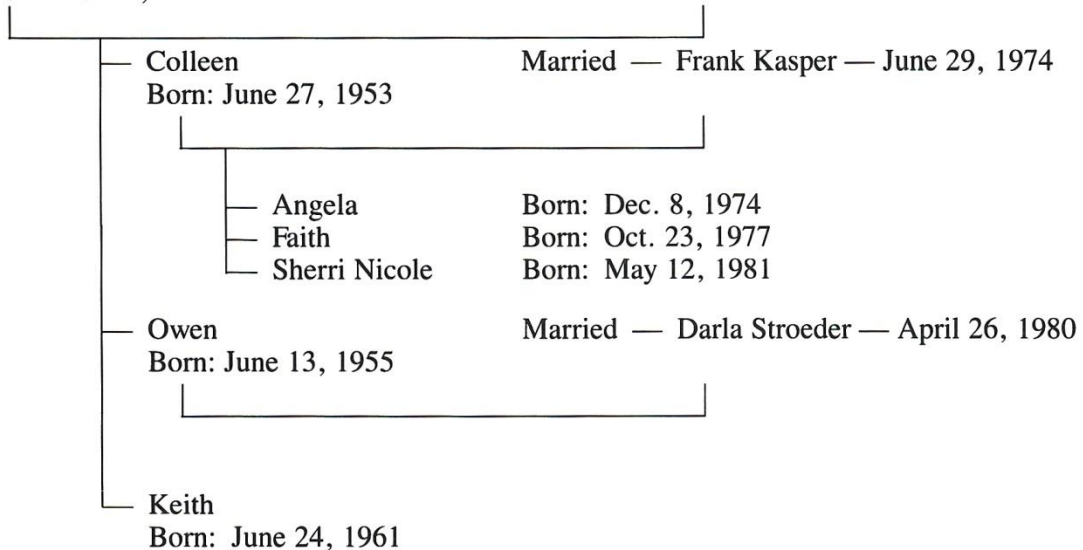 Colleen Married — Frank Kasper — June 29, 1974
Born: June 27, 1953
Angela Born: Dec. 8, 1974
Faith Born: Oct. 23, 1977
Sherri Nicole Born: May 12, 1981
Owen Married — Darla Stroeder — April 26, 1980
Born: June 13, 1955
Keith
Born: June 24, 1961